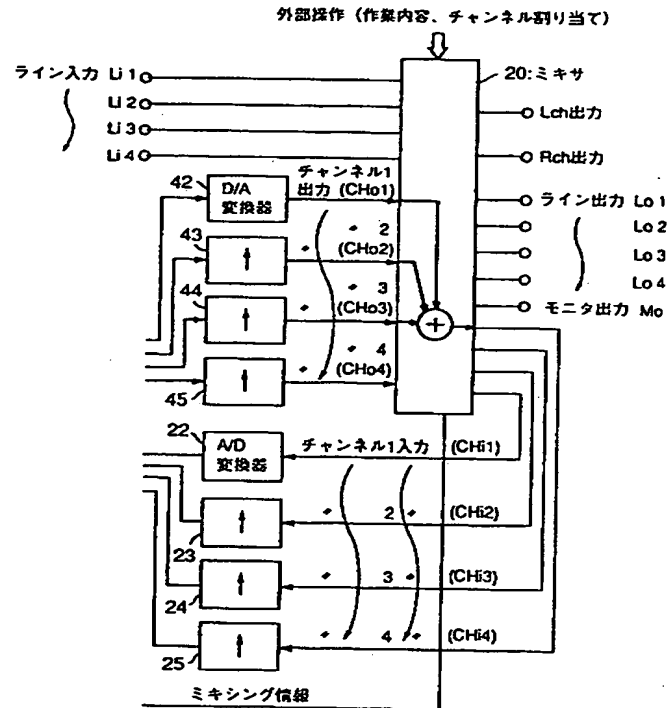 外部操作（作業内容、チャンネル割り当て）
20:ミキサ
ライン入力 Li 1
Li 2
Li 3
Li 4
Lch出力
Rch出力
ライン出力 Lo 1
Lo 2
Lo 3
Lo 4
モニタ出力 Mo
42
D/A
変換器
チャンネル1
出力 (CHo1)
43
↑
〃 2
(CHo2)
44
↑
〃 3
(CHo3)
45
↑
〃 4
(CHo4)
+
22
A/D
変換器
チャンネル1入力 (CHi1)
23
↑
〃 2 〃 (CHi2)
24
↑
〃 3 〃 (CHi3)
25
↑
〃 4 〃 (CHi4)
ミキシング情報